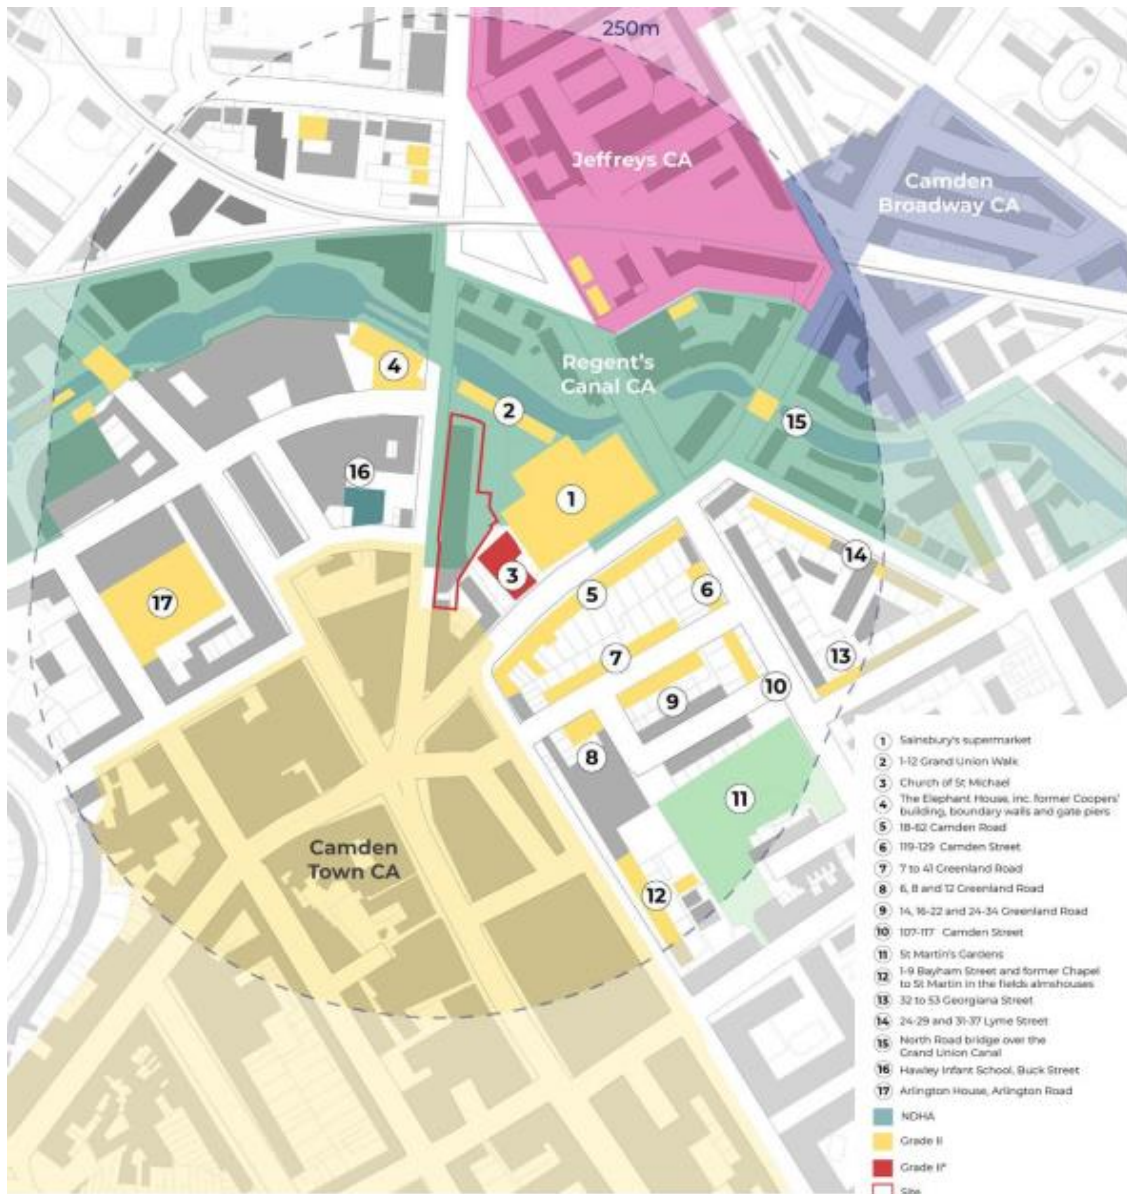 250m
Jeffreys CA
Camden
Broadway CA
Regent's
Canal CA
4
2
15
16
1
14
3
17
5
6
7
13
10
9
8
11
Camden
Town CA
12
1 Sainsbury's supermarket
2 1-12 Grand Union Walk
3 Church of St Michael
4 The Elephant House, inc. former Coopers'
building, boundary walls and gate piers
5 18-62 Camden Road
6 119-129 Camden Street
7 7 to 41 Greenland Road
8 6, 8 and 12 Greenland Road
9 14, 16-22 and 24-34 Greenland Road
10 107-117 Camden Street
11 St Martin's Gardens
12 1-9 Bayham Street and former Chapel
to St Martin in the fields almshouses
13 32 to 53 Georgiana Street
14 24-29 and 31-37 Lyme Street
15 North Road bridge over the
Grand Union Canal
16 Hawley Infant School, Buck Street
17 Arlington House, Arlington Road
NDHA
Grade II
Grade II*
Site